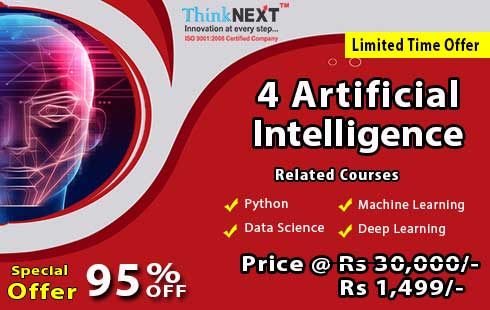 ThinkNEXT™
Innovation at every step...
ISO 9001:2008 Certified Company
Limited Time Offer
4 Artificial
Intelligence
Related Courses
Python
Machine Learning
Data Science
Deep Learning
Special
Offer
95%
OFF
Price @ Rs 30,000/-
Rs 1,499/-